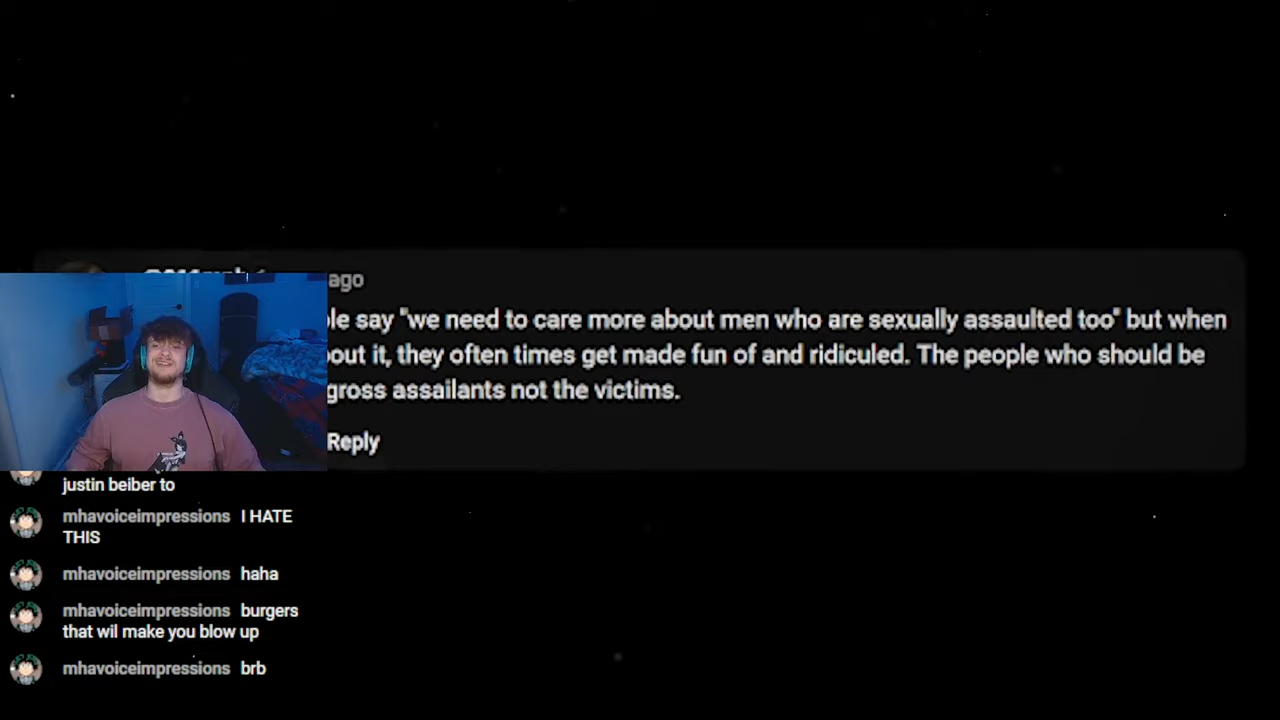 ago
say "we need to care more about men who are sexually assaulted too" but when
it, they often times get made fun of and ridiculed. The people who should be
gross assailants not the victims.
Reply
justin beiber to
mhavoiceimpressions I HATE
THIS
mhavoiceimpressions haha
mhavoiceimpressions burgers
that wil make you blow up
mhavoiceimpressions brb